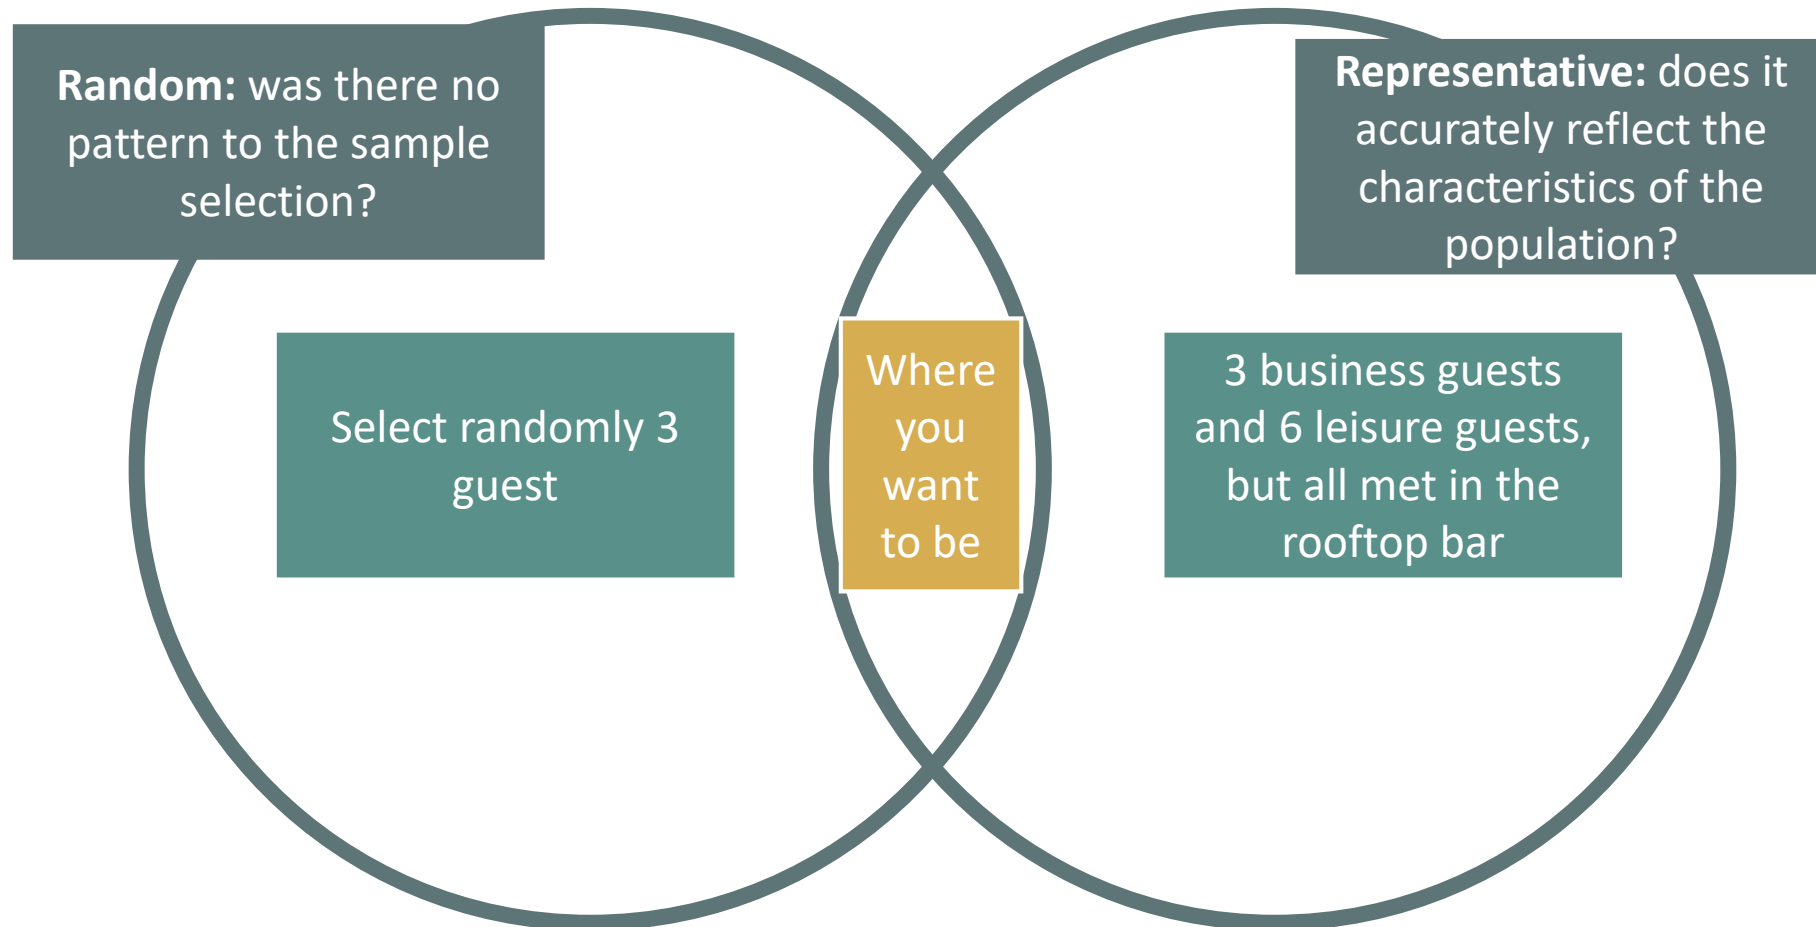 Random: was there no
pattern to the sample
selection?
Representative: does it
accurately reflect the
characteristics of the
population?
Select randomly 3
guest
Where
you
want
to be
3 business guests
and 6 leisure guests,
but all met in the
rooftop bar